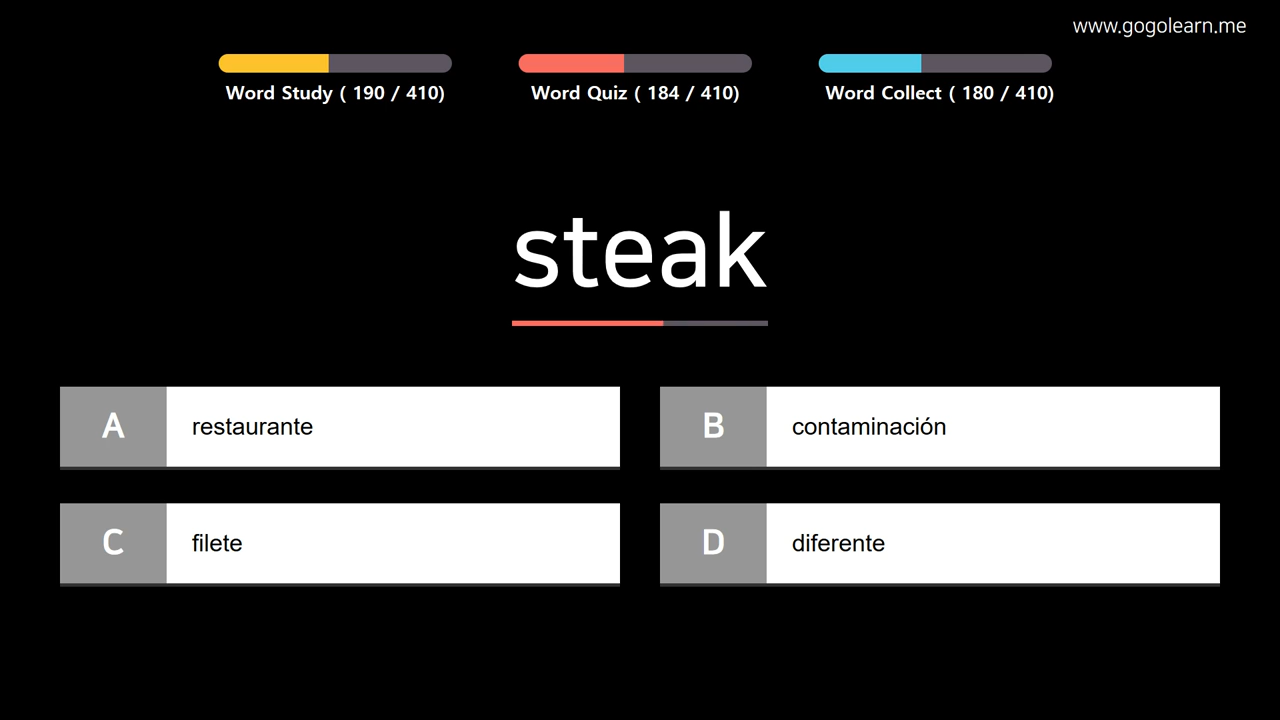 www.gogolearn.me
Word Study ( 190 / 410)
Word Quiz ( 184 / 410)
Word Collect ( 180 / 410)
steak
A restaurante
B contaminación
C filete
D diferente